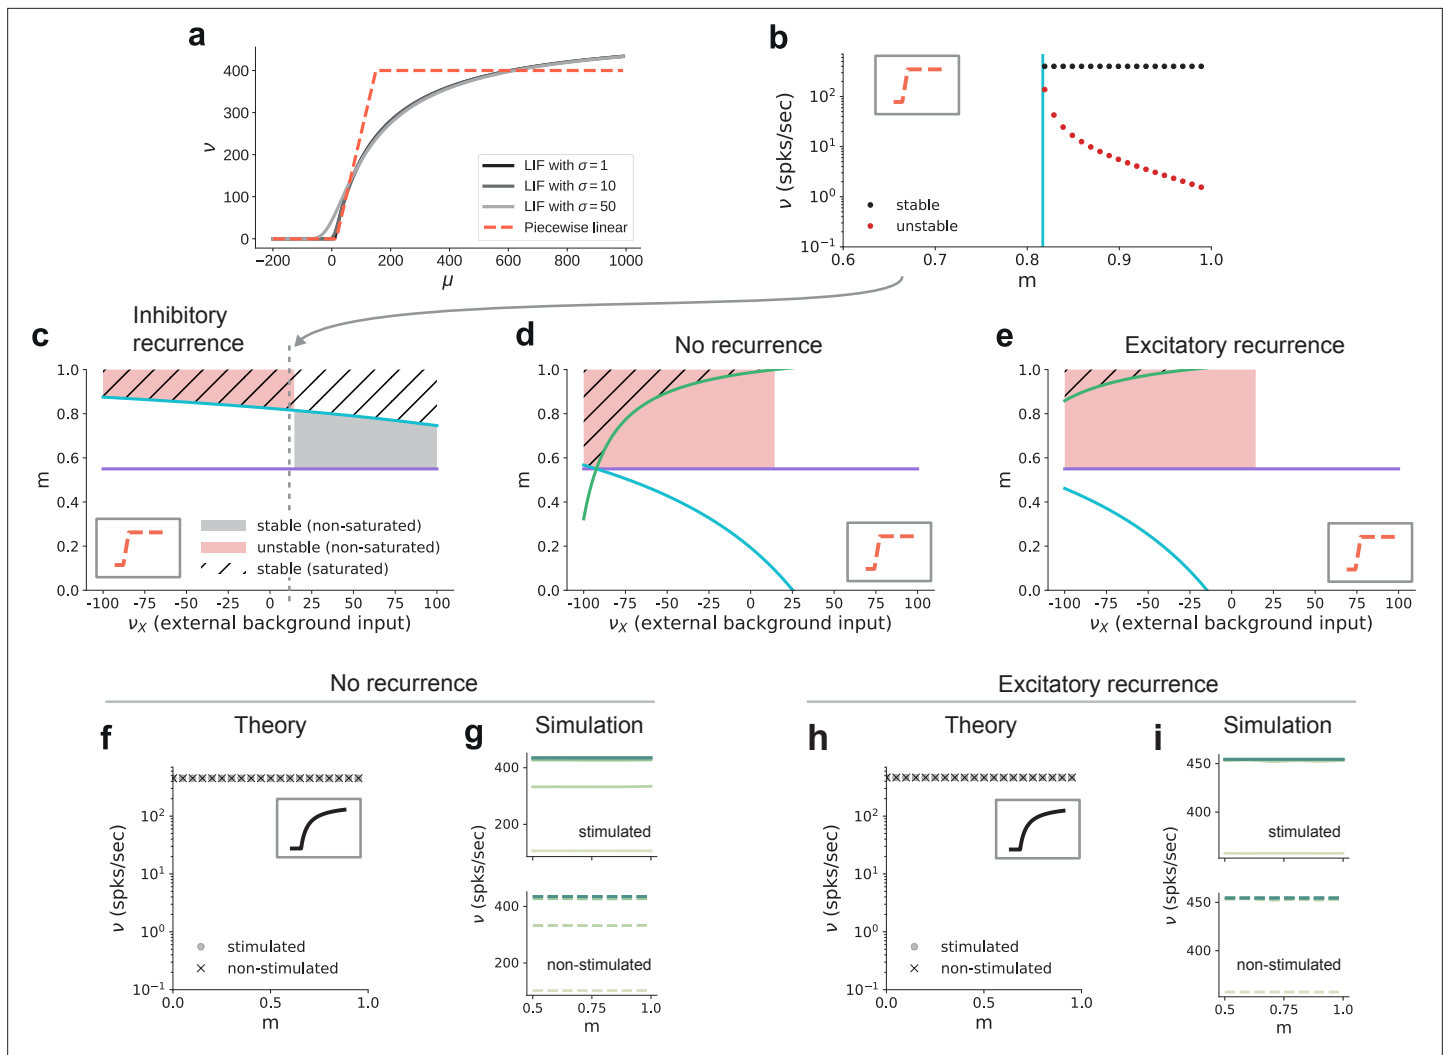 a
400
300
200
100
0
ν
−200
0
200
400
600
800
1000
μ
LIF with σ = 1
LIF with σ = 10
LIF with σ = 50
Piecewise linear
b
10²
10¹
10⁰
10⁻¹
ν (spks/sec)
stable
unstable
0.6
0.7
0.8
0.9
1.0
m
Inhibitory
recurrence
c
1.0
0.8
0.6
0.4
0.2
0.0
m
stable (non-saturated)
unstable (non-saturated)
stable (saturated)
-100 -75 -50 -25 0 25 50 75 100
νX (external background input)
d
No recurrence
1.0
0.8
0.6
0.4
0.2
0.0
m
-100 -75 -50 -25 0 25 50 75 100
νX (external background input)
e
Excitatory recurrence
1.0
0.8
0.6
0.4
0.2
0.0
m
-100 -75 -50 -25 0 25 50 75 100
νX (external background input)
No recurrence
f
Theory
10²
10¹
10⁰
10⁻¹
ν (spks/sec)
stimulated
non-stimulated
0.0
0.5
1.0
m
g
Simulation
400
200
stimulated
400
200
non-stimulated
ν (spks/sec)
0.5
0.75
1.0
m
Excitatory recurrence
h
Theory
10²
10¹
10⁰
10⁻¹
ν (spks/sec)
stimulated
non-stimulated
0.0
0.5
1.0
m
i
Simulation
450
400
stimulated
450
400
non-stimulated
ν (spks/sec)
0.5
0.75
1.0
m